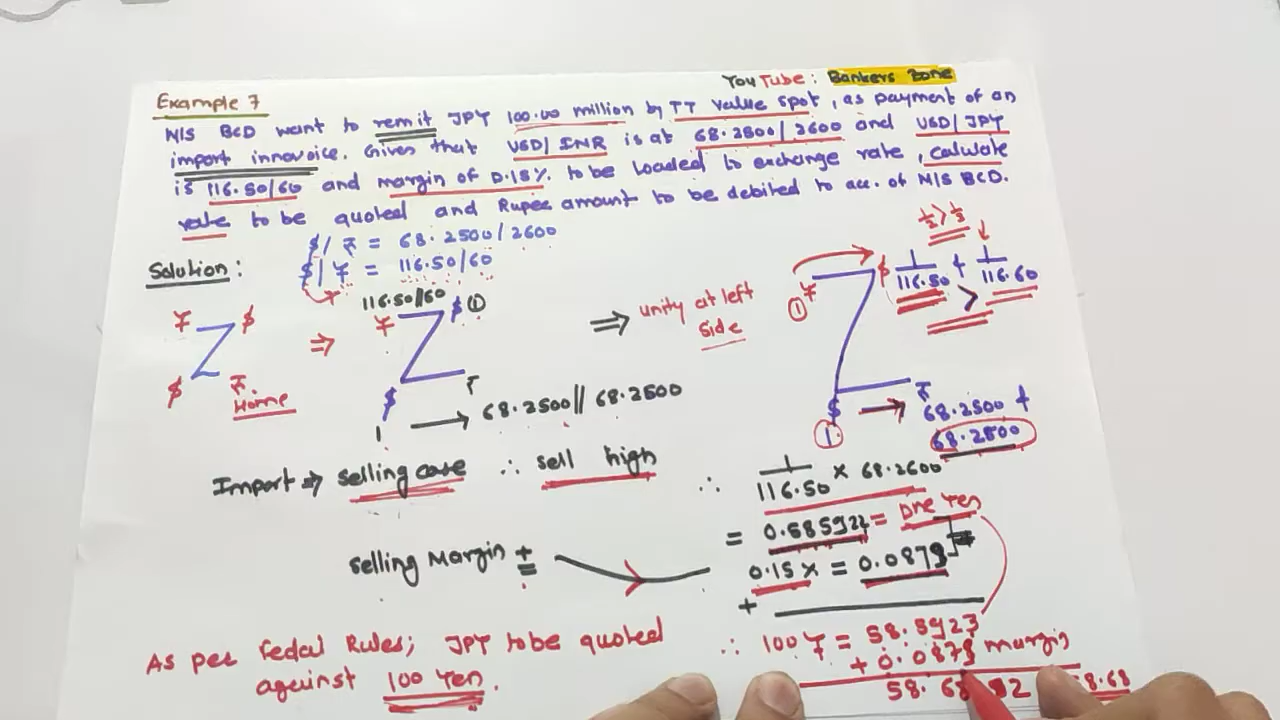 YouTube: Bankers Zone
Example 7
M/S BCD want to remit JPY 100.00 million by TT value spot, as payment of an
import innovoice. Given that USD/INR is at 68.2500/2600 and USD/JPY
is 116.50/60 and margin of 0.15% to be loaded to exchange rate, calculate
rate to be quoted and Rupee amount to be debited to acc. of M/S BCD.
Solution:
$/₹ = 68.2500/2600
$/¥ = 116.50/60
¥ $
$ ₹
Home
⇒
116.50/60
¥ $ ①
$ ₹
1 → 68.2500||68.2500
⇒ unity at left
side
1/2 > 1/3
↓
¥ $ 1/116.50 + 1/116.60
① >
$ ₹
① → 68.2500 +
68.2600
Import ⇒ selling case ∴ sell high
∴ 1/116.50 × 68.2600
= 0.585922 = One Yen
selling Margin +
0.15% = 0.0879
+
As per Fedai Rules; JPY to be quoted
against 100 Yen.
∴ 100 ¥ = 58.5923
+ 0.0879 margin